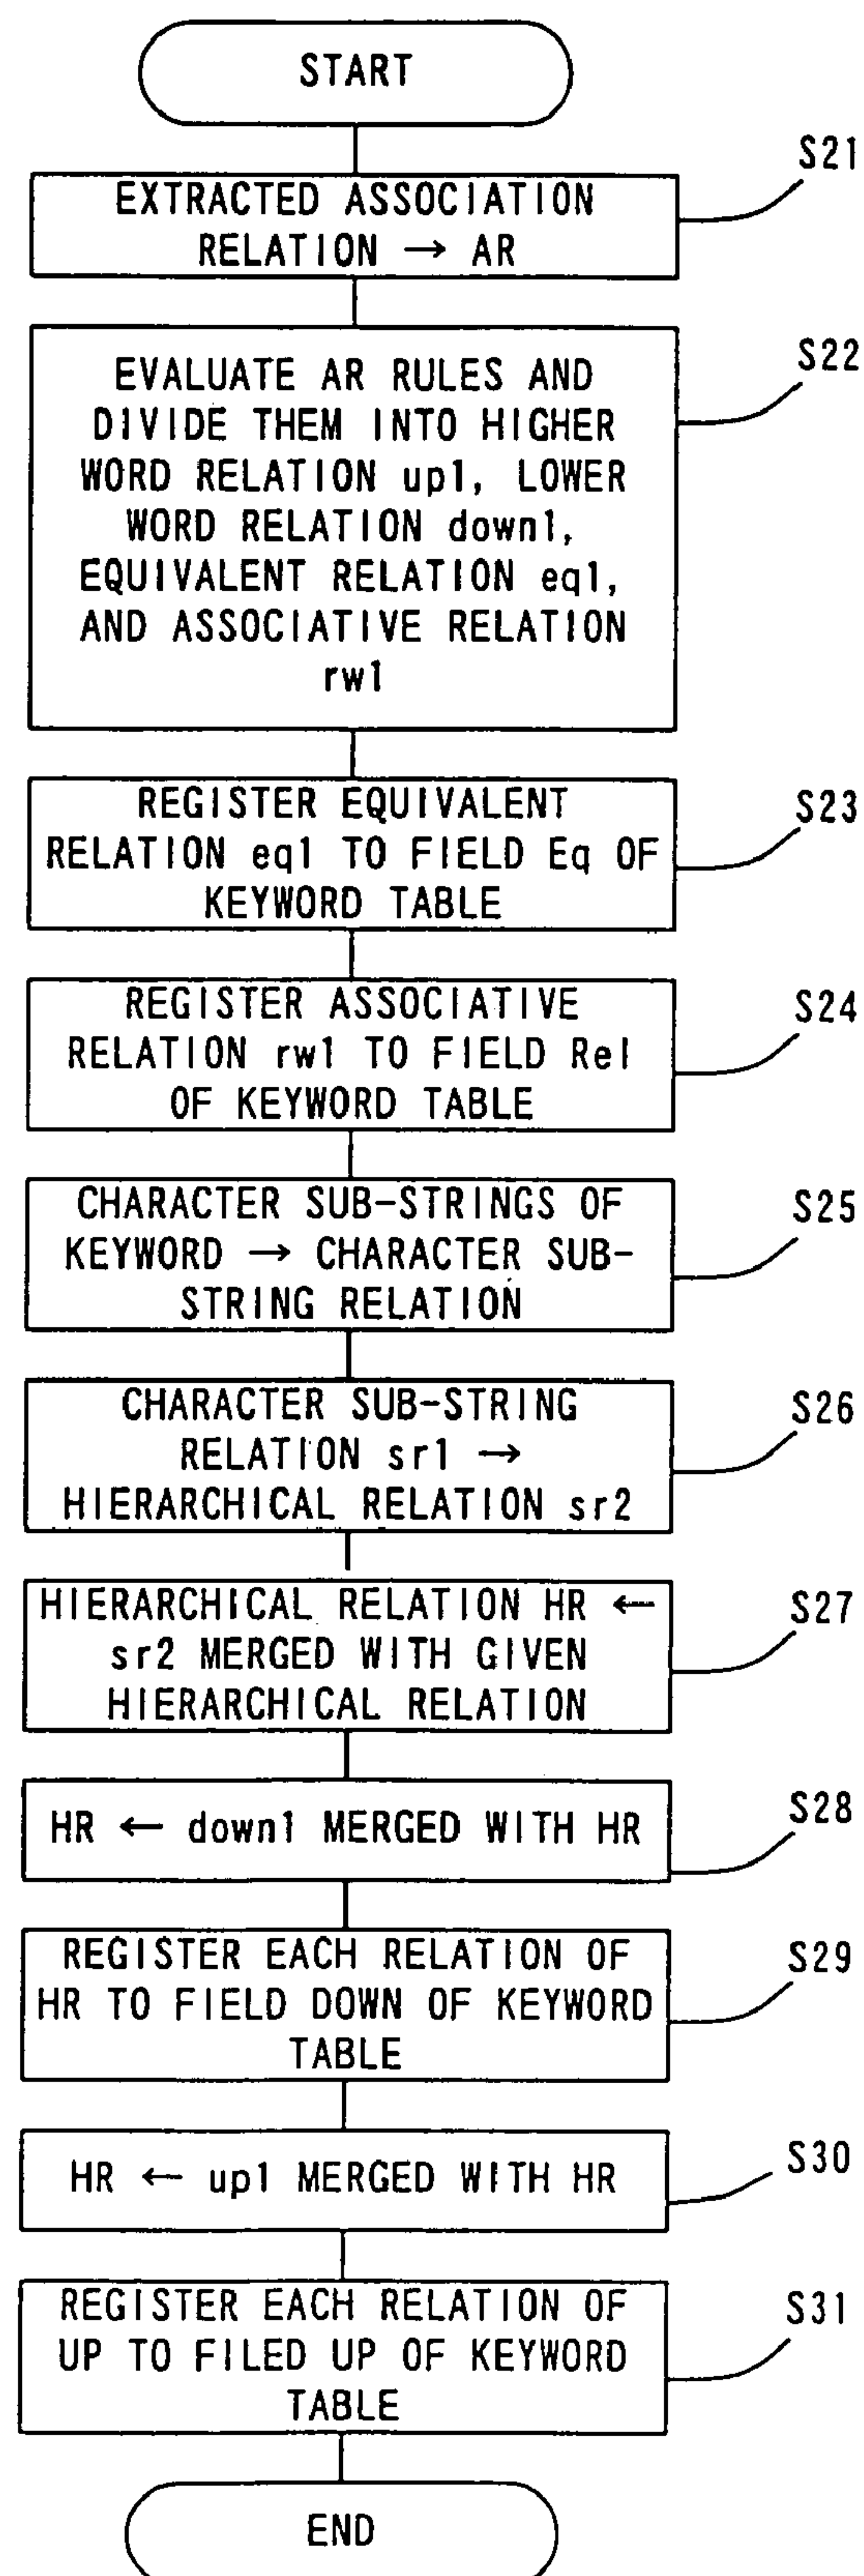 START
S21
EXTRACTED ASSOCIATION
RELATION → AR
S22
EVALUATE AR RULES AND
DIVIDE THEM INTO HIGHER
WORD RELATION up1, LOWER
WORD RELATION down1,
EQUIVALENT RELATION eq1,
AND ASSOCIATIVE RELATION
rw1
S23
REGISTER EQUIVALENT
RELATION eq1 TO FIELD Eq OF
KEYWORD TABLE
S24
REGISTER ASSOCIATIVE
RELATION rw1 TO FIELD Rel
OF KEYWORD TABLE
S25
CHARACTER SUB-STRINGS OF
KEYWORD → CHARACTER SUB-
STRING RELATION
S26
CHARACTER SUB-STRING
RELATION sr1 →
HIERARCHICAL RELATION sr2
S27
HIERARCHICAL RELATION HR ←
sr2 MERGED WITH GIVEN
HIERARCHICAL RELATION
S28
HR ← down1 MERGED WITH HR
S29
REGISTER EACH RELATION OF
HR TO FIELD DOWN OF KEYWORD
TABLE
S30
HR ← up1 MERGED WITH HR
S31
REGISTER EACH RELATION OF
UP TO FILED UP OF KEYWORD
TABLE
END